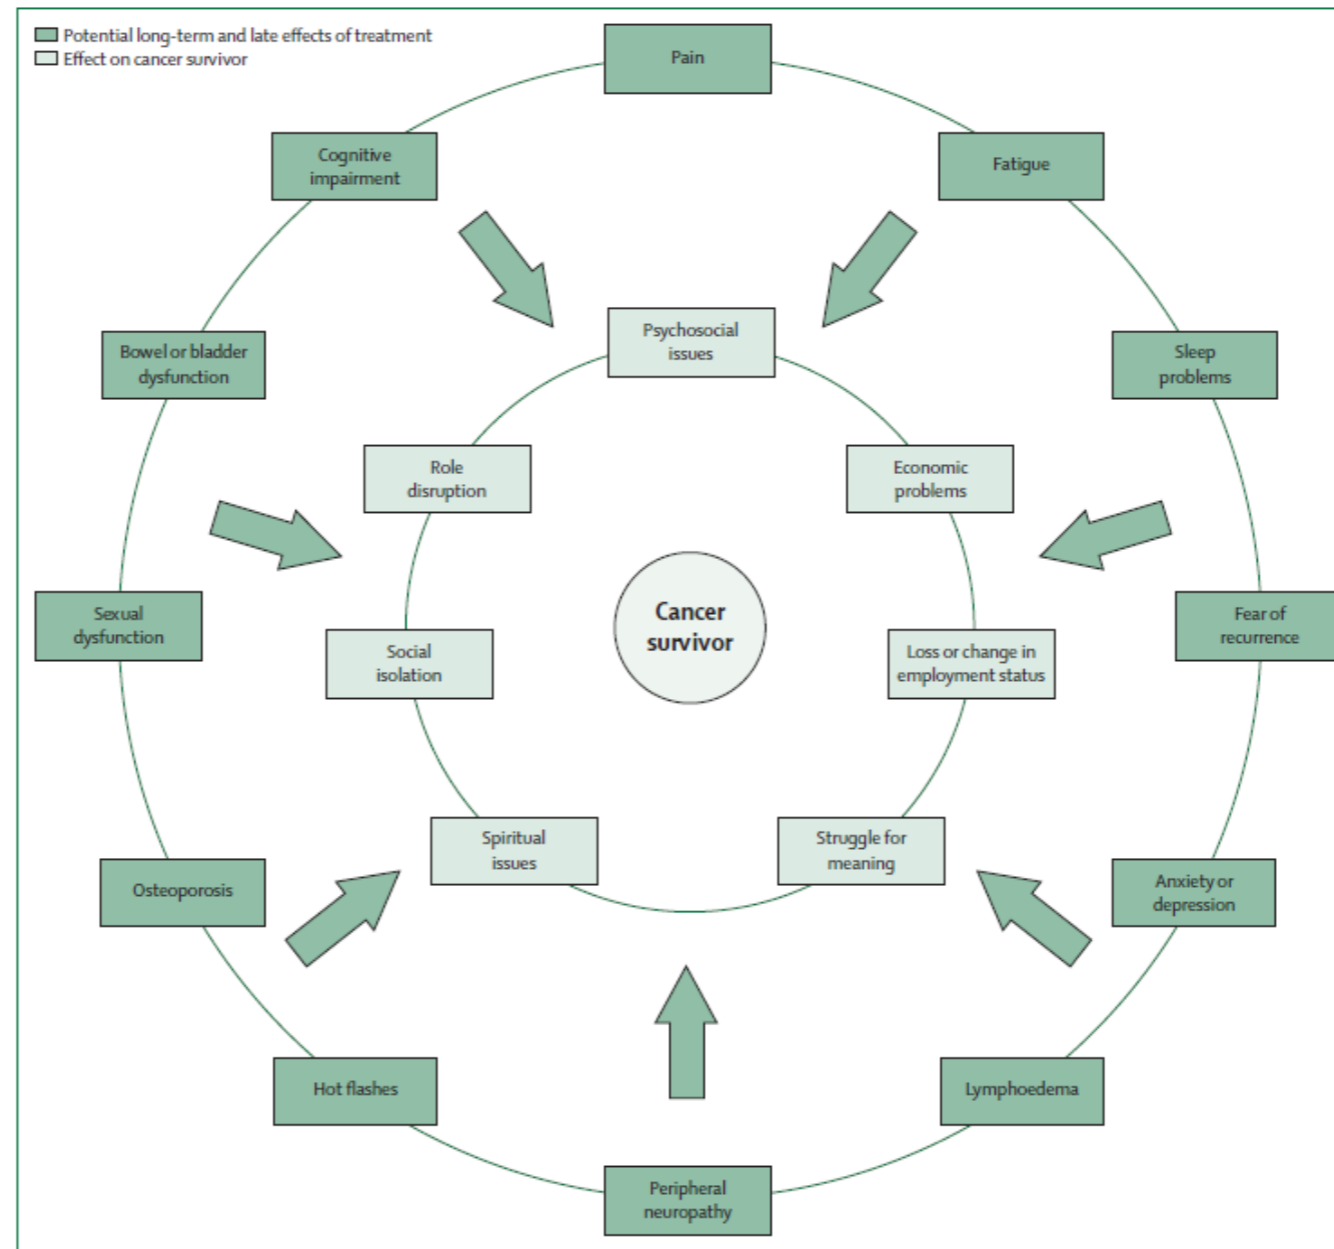 Potential long-term and late effects of treatment
Effect on cancer survivor
Pain
Cognitive
impairment
Fatigue
Bowel or bladder
dysfunction
Psychosocial
issues
Sleep
problems
Role
disruption
Economic
problems
Sexual
dysfunction
Social
isolation
Cancer
survivor
Loss or change in
employment status
Fear of
recurrence
Osteoporosis
Spiritual
issues
Struggle for
meaning
Anxiety or
depression
Hot flashes
Lymphoedema
Peripheral
neuropathy